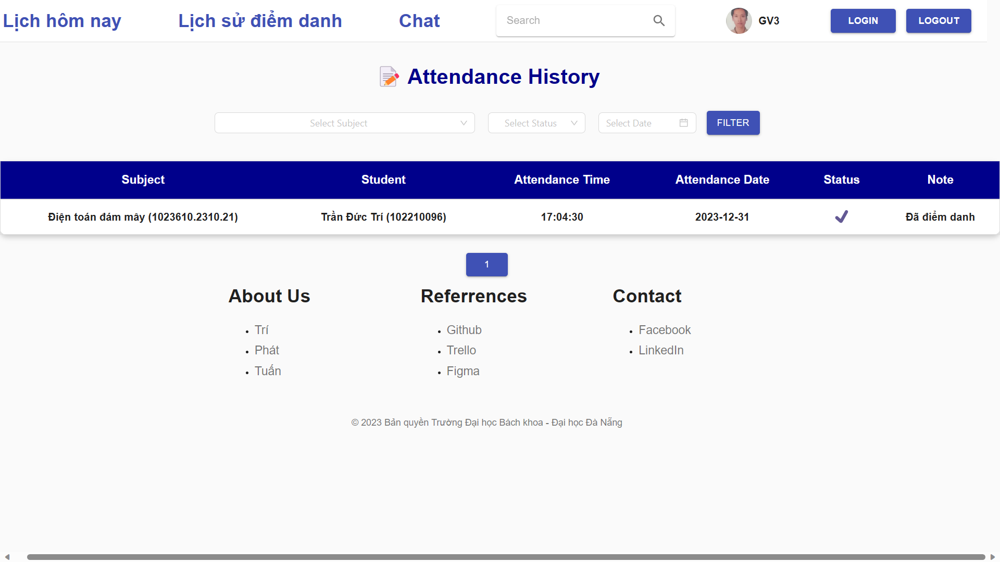 Lịch hôm nay Lịch sử điểm danh Chat Search GV3 LOGIN LOGOUT
Attendance History
Select Subject Select Status Select Date FILTER
Subject Student Attendance Time Attendance Date Status Note
Điện toán đám mây (1023610.2310.21) Trần Đức Trí (102210096) 17:04:30 2023-12-31 Đã điểm danh
1
About Us
Trí
Phát
Tuấn
Referrences
Github
Trello
Figma
Contact
Facebook
LinkedIn
© 2023 Bản quyền Trường Đại học Bách khoa - Đại học Đà Nẵng